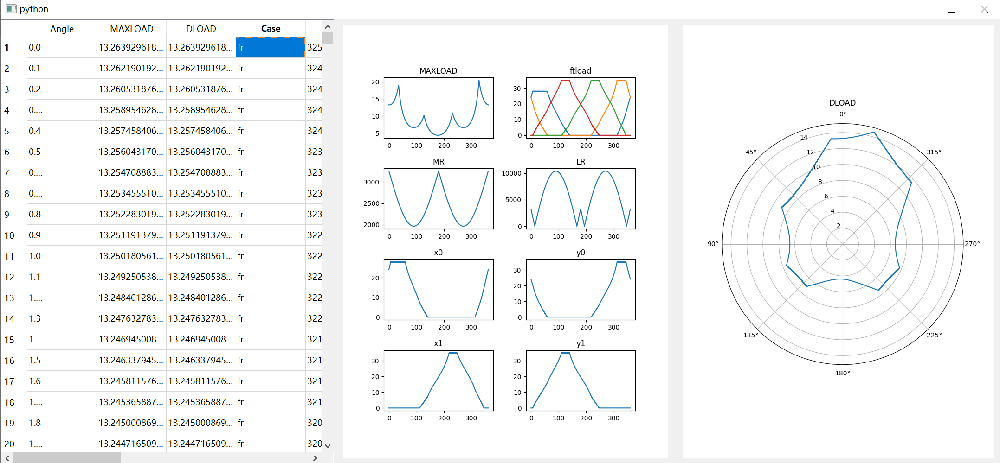 python
Angle MAXLOAD DLOAD Case
1 0.0 13.263929618... 13.263929618... fr 325
2 0.1 13.262190192... 13.262190192... fr 324
3 0.2 13.260531876... 13.260531876... fr 324
4 0.... 13.258954628... 13.258954628... fr 324
5 0.4 13.257458406... 13.257458406... fr 324
6 0.5 13.256043170... 13.256043170... fr 323
7 0.... 13.254708883... 13.254708883... fr 323
8 0.... 13.253455510... 13.253455510... fr 323
9 0.8 13.252283019... 13.252283019... fr 323
10 0.9 13.251191379... 13.251191379... fr 322
11 1.0 13.250180561... 13.250180561... fr 322
12 1.1 13.249250538... 13.249250538... fr 322
13 1.... 13.248401286... 13.248401286... fr 322
14 1.3 13.247632783... 13.247632783... fr 322
15 1.... 13.246945008... 13.246945008... fr 321
16 1.5 13.246337945... 13.246337945... fr 321
17 1.6 13.245811576... 13.245811576... fr 321
18 1.... 13.245365887... 13.245365887... fr 321
19 1.8 13.245000869... 13.245000869... fr 320
20 1.... 13.244716509... 13.244716509... fr 320
MAXLOAD
20
15
10
5
0 100 200 300
ftload
30
20
10
0
0 100 200 300
MR
3000
2500
2000
0 100 200 300
LR
10000
5000
0
0 100 200 300
x0
20
10
0
0 100 200 300
y0
30
20
10
0
0 100 200 300
x1
30
20
10
0
0 100 200 300
y1
30
20
10
0
0 100 200 300
DLOAD
0°
14
45° 12 315°
10
8
6
4
2
90° 270°
135° 225°
180°